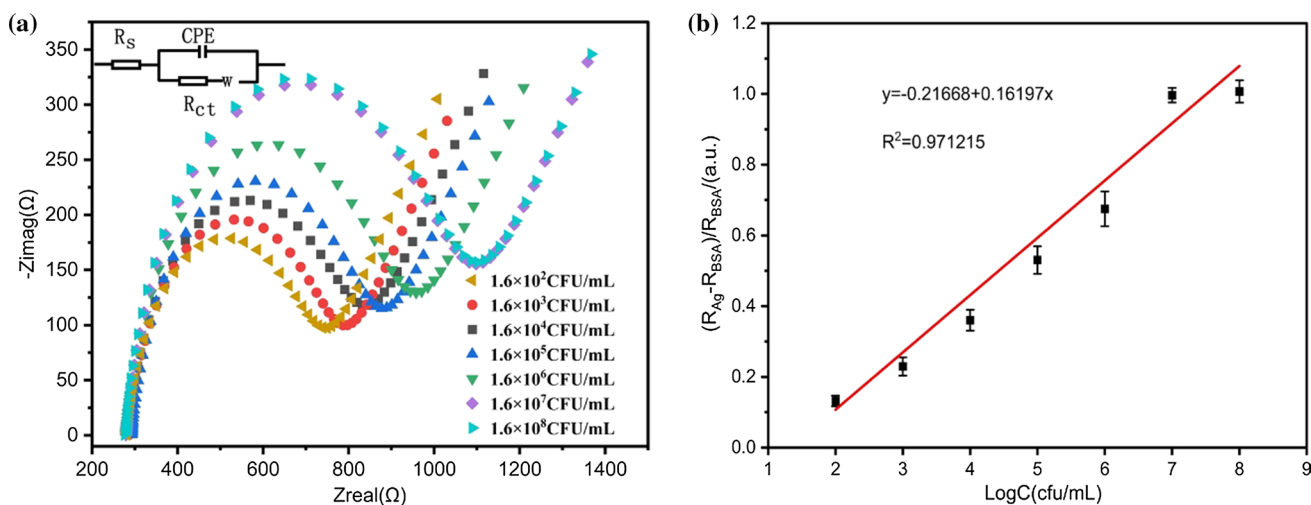 (a)
Rs
CPE
W
Rct
-Zimag(Ω)
350
300
250
200
150
100
50
0
1.6×10²CFU/mL
1.6×10³CFU/mL
1.6×10⁴CFU/mL
1.6×10⁵CFU/mL
1.6×10⁶CFU/mL
1.6×10⁷CFU/mL
1.6×10⁸CFU/mL
200 400 600 800 1000 1200 1400
Zreal(Ω)
(b)
(R_Ag-R_BSA)/R_BSA/(a.u.)
1.2
1.0
0.8
0.6
0.4
0.2
0.0
y=-0.21668+0.16197x
R²=0.971215
1 2 3 4 5 6 7 8 9
LogC(cfu/mL)